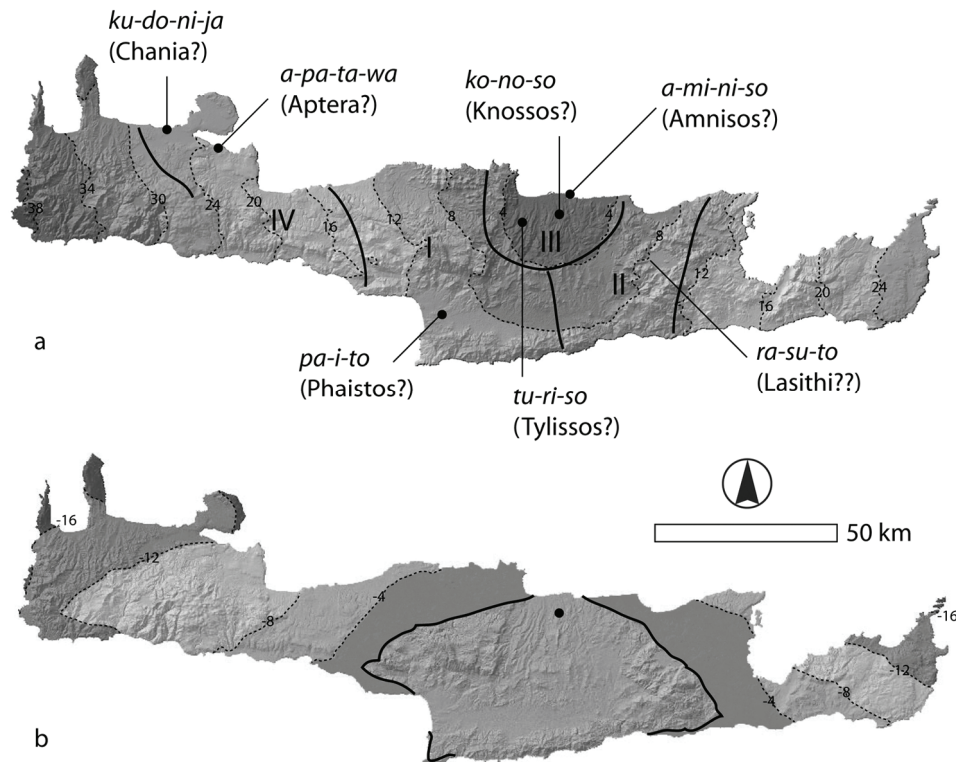 ku-do-ni-ja
(Chania?)
a-pa-ta-wa
(Aptera?)
ko-no-so
(Knossos?)
a-mi-ni-so
(Amnisos?)
38
34
30
24
20
IV
16
12
I
8
4
III
4
8
II
12
16
20
24
a
pa-i-to
(Phaistos?)
tu-ri-so
(Tylissos?)
ra-su-to
(Lasithi??)
50 km
-16
-12
-8
-4
-4
-8
-12
-16
b